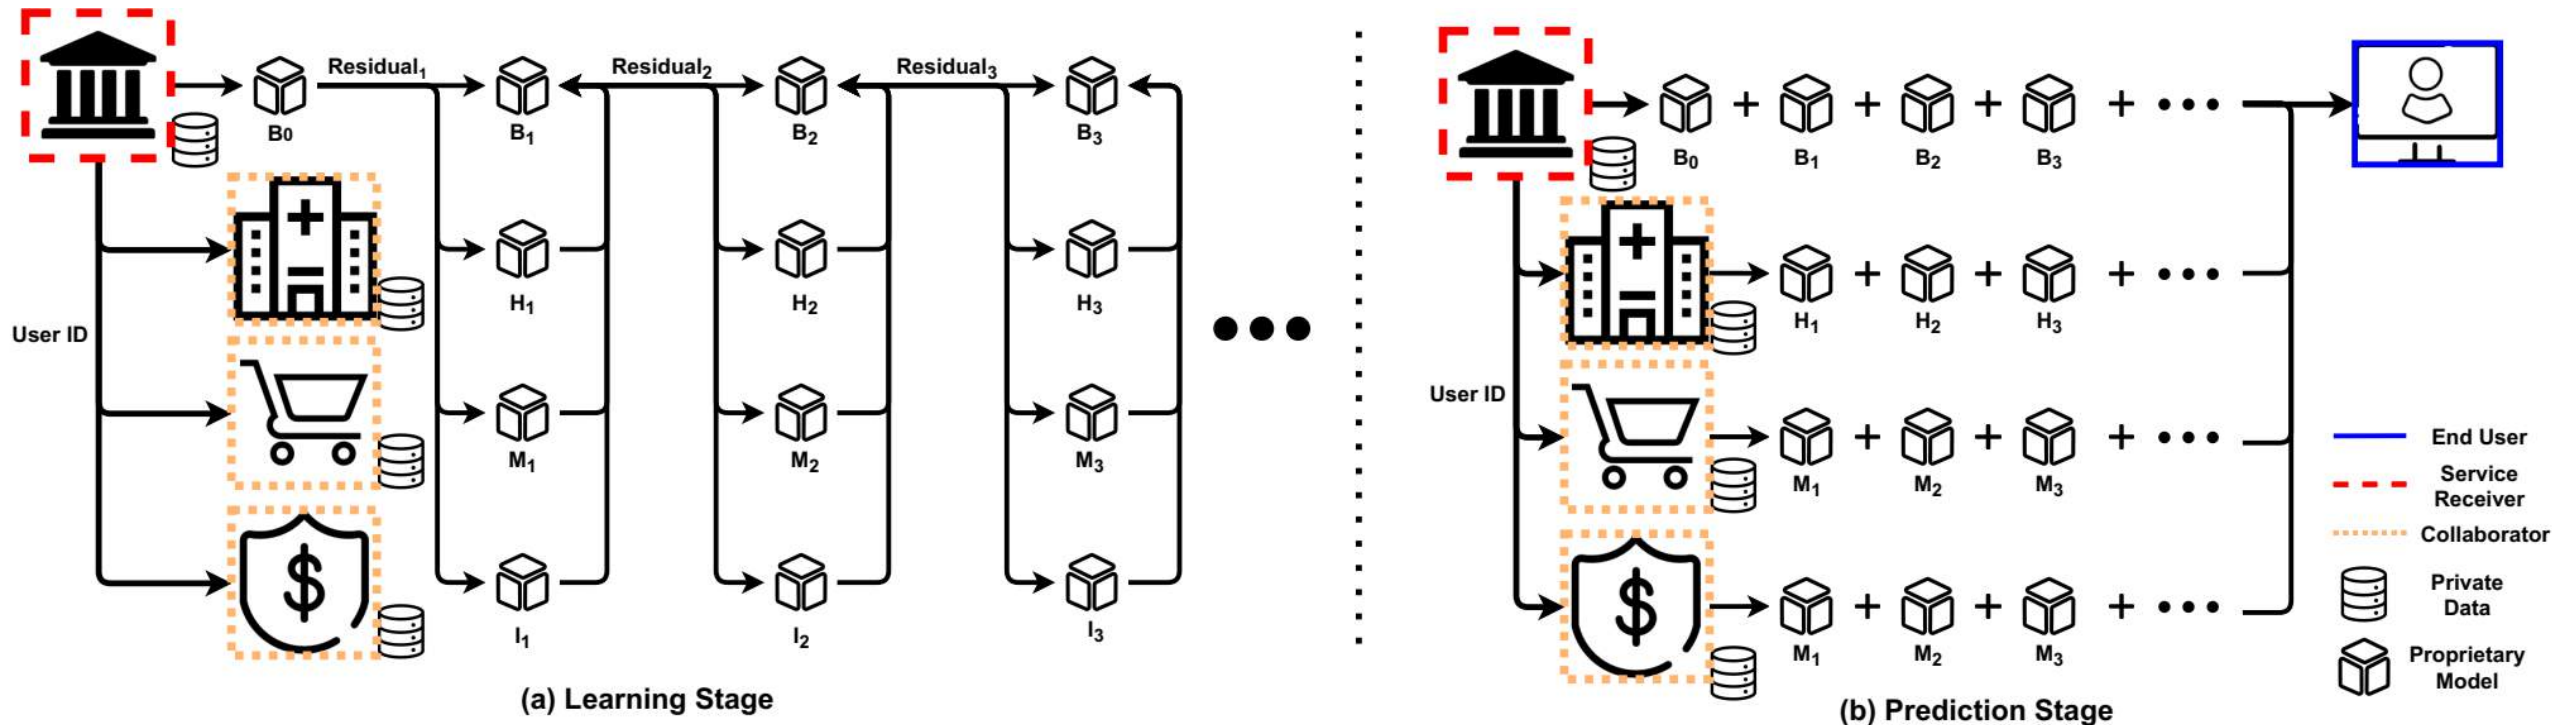 Residual₁
Residual₂
Residual₃
B₀
B₁
B₂
B₃
H₁
H₂
H₃
User ID
M₁
M₂
M₃
I₁
I₂
I₃
(a) Learning Stage
B₀
+
B₁
+
B₂
+
B₃
+
H₁
+
H₂
+
H₃
+
User ID
M₁
+
M₂
+
M₃
+
M₁
+
M₂
+
M₃
+
(b) Prediction Stage
End User
Service
Receiver
Collaborator
Private
Data
Proprietary
Model